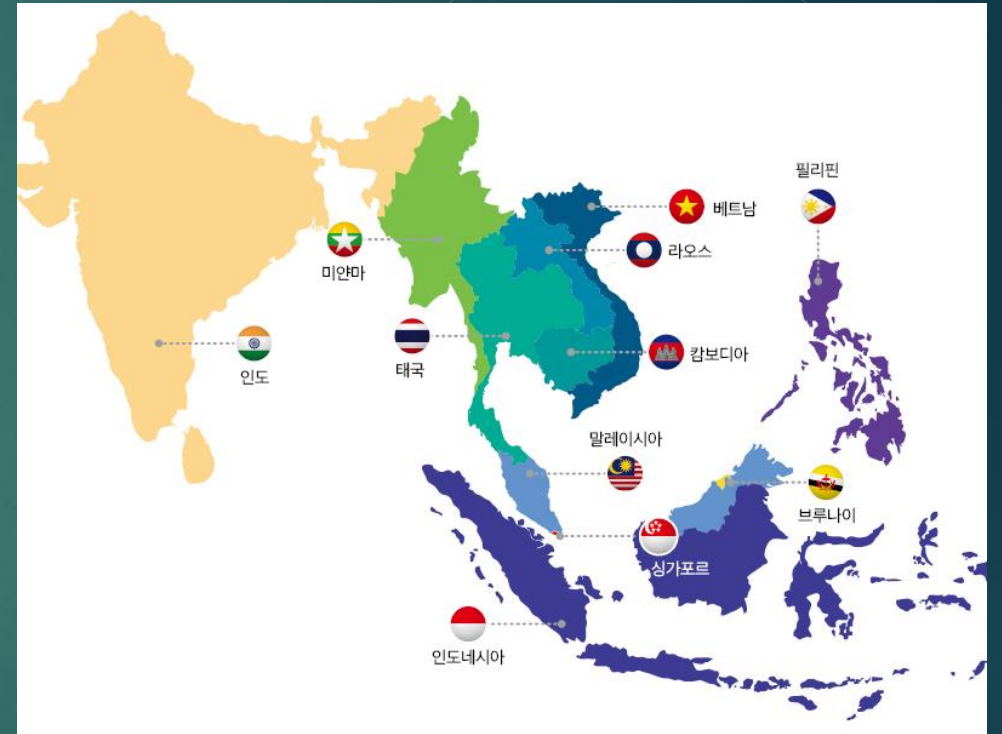 필리핀
베트남
라오스
미얀마
태국
캄보디아
인도
말레이시아
브루나이
싱가포르
인도네시아